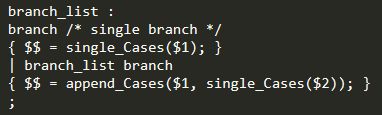 branch_list :
branch /* single branch */
{ $$ = single_Cases($1); }
| branch_list branch
{ $$ = append_Cases($1, single_Cases($2)); }
;